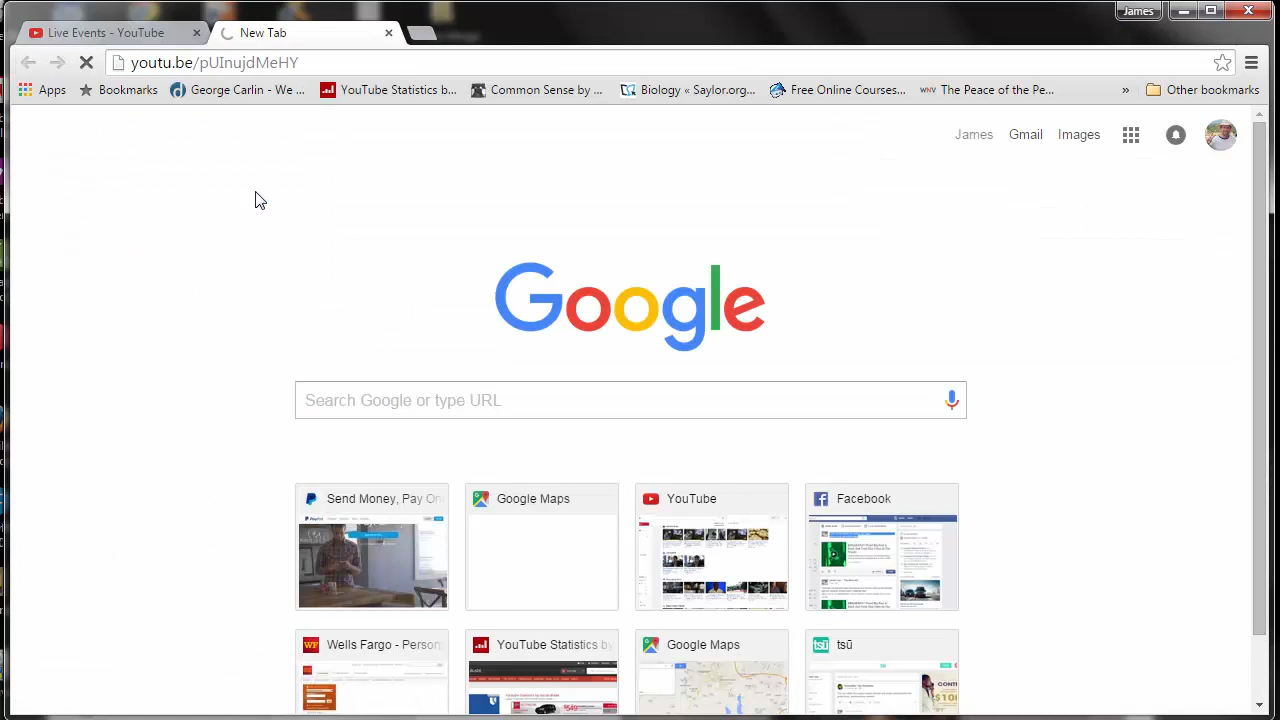 James
Live Events - YouTube
New Tab
youtu.be/pUInujdMeHY
Apps
Bookmarks
George Carlin - We ...
YouTube Statistics b...
Common Sense by ...
Biology « Saylor.org...
Free Online Courses...
WNV The Peace of the Pe...
»
Other bookmarks
James
Gmail
Images
Google
Search Google or type URL
Send Money, Pay On
Google Maps
YouTube
Facebook
WF Wells Fargo - Person
YouTube Statistics by
Google Maps
tsū tsū